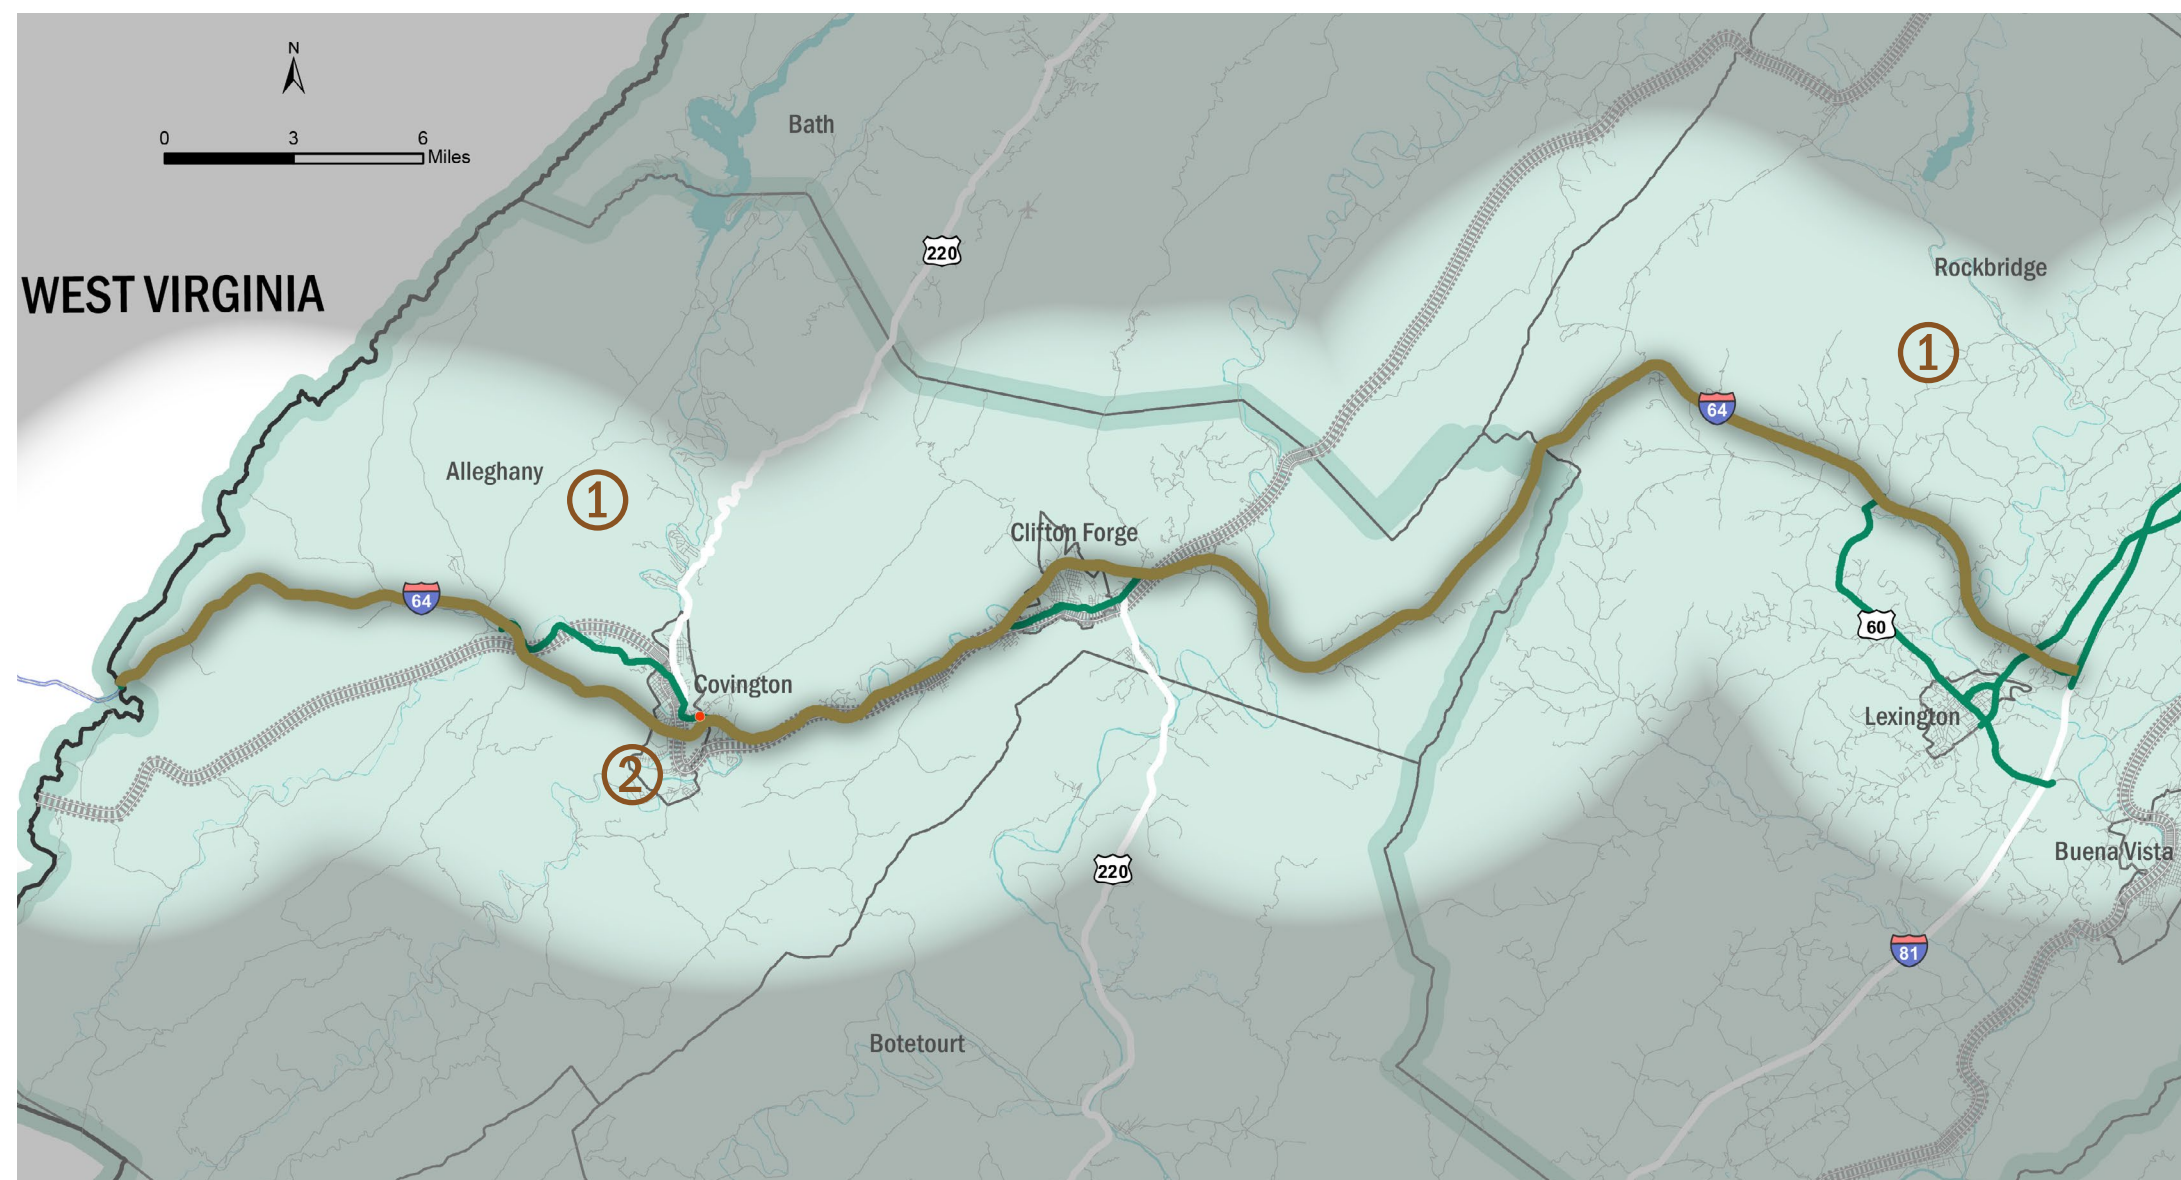 N
0 3 6
Miles
Bath
220
WEST VIRGINIA
Rockbridge
1
64
Alleghany
1
Clifton Forge
64
60
Covington
Lexington
2
Buena Vista
220
81
Botetourt